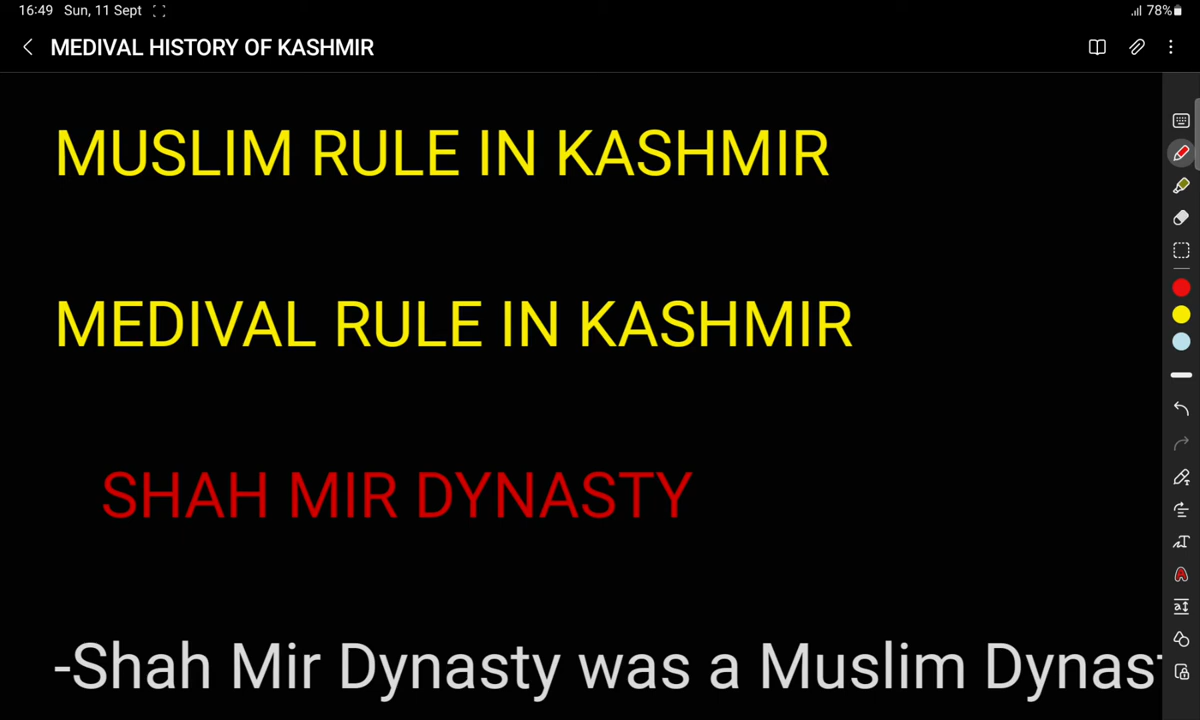 16:49 Sun, 11 Sept 78%
MEDIVAL HISTORY OF KASHMIR
MUSLIM RULE IN KASHMIR
MEDIVAL RULE IN KASHMIR
SHAH MIR DYNASTY
-Shah Mir Dynasty was a Muslim Dynast